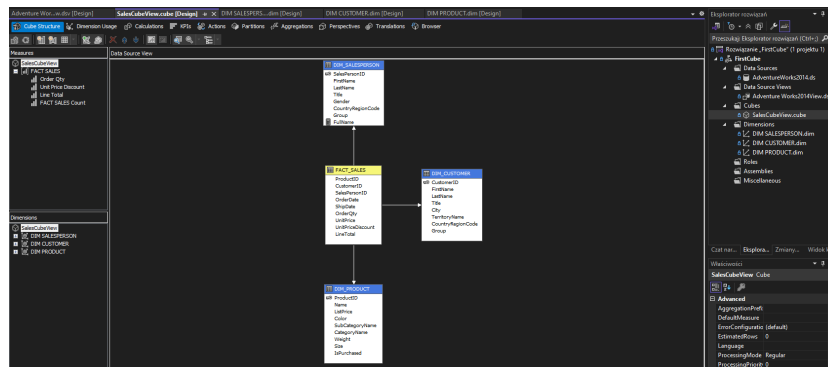 Adventure Wor...w.dsv [Design]
SalesCubeView.cube [Design]
DIM SALESPERS....dim [Design]
DIM CUSTOMER.dim [Design]
DIM PRODUCT.dim [Design]
Cube Structure
Dimension Usage
Calculations
KPIs
Actions
Partitions
Aggregations
Perspectives
Translations
Browser
Measures
SalesCubeView
FACT SALES
Order Qty
Unit Price Discount
Line Total
FACT SALES Count
Dimensions
SalesCubeView
DIM SALESPERSON
DIM CUSTOMER
DIM PRODUCT
Data Source View
DIM_SALESPERSON
SalesPersonID
FirstName
LastName
Title
Gender
CountryRegionCode
Group
FullName
FACT_SALES
ProductID
CustomerID
SalesPersonID
OrderDate
ShipDate
OrderQty
UnitPrice
UnitPriceDiscount
LineTotal
DIM_CUSTOMER
CustomerID
FirstName
LastName
Title
City
TerritoryName
CountryRegionCode
Group
DIM_PRODUCT
ProductID
Name
ListPrice
Color
SubCategoryName
CategoryName
Weight
Size
IsPurchased
Eksplorator rozwiązań
Przeszukaj: Eksplorator rozwiązań (Ctrl+;)
Rozwiązanie „FirstCube" (1 projektu 1)
FirstCube
Data Sources
AdventureWorks2014.ds
Data Source Views
Adventure Works2014View.ds
Cubes
SalesCubeView.cube
Dimensions
DIM SALESPERSON.dim
DIM CUSTOMER.dim
DIM PRODUCT.dim
Roles
Assemblies
Miscellaneous
Czat nar...
Eksplora...
Zmiany...
Widok k
Właściwości
SalesCubeView Cube
Advanced
AggregationPrefi
DefaultMeasure
ErrorConfiguratio (default)
EstimatedRows 0
Language
ProcessingMode Regular
ProcessingPriorit 0